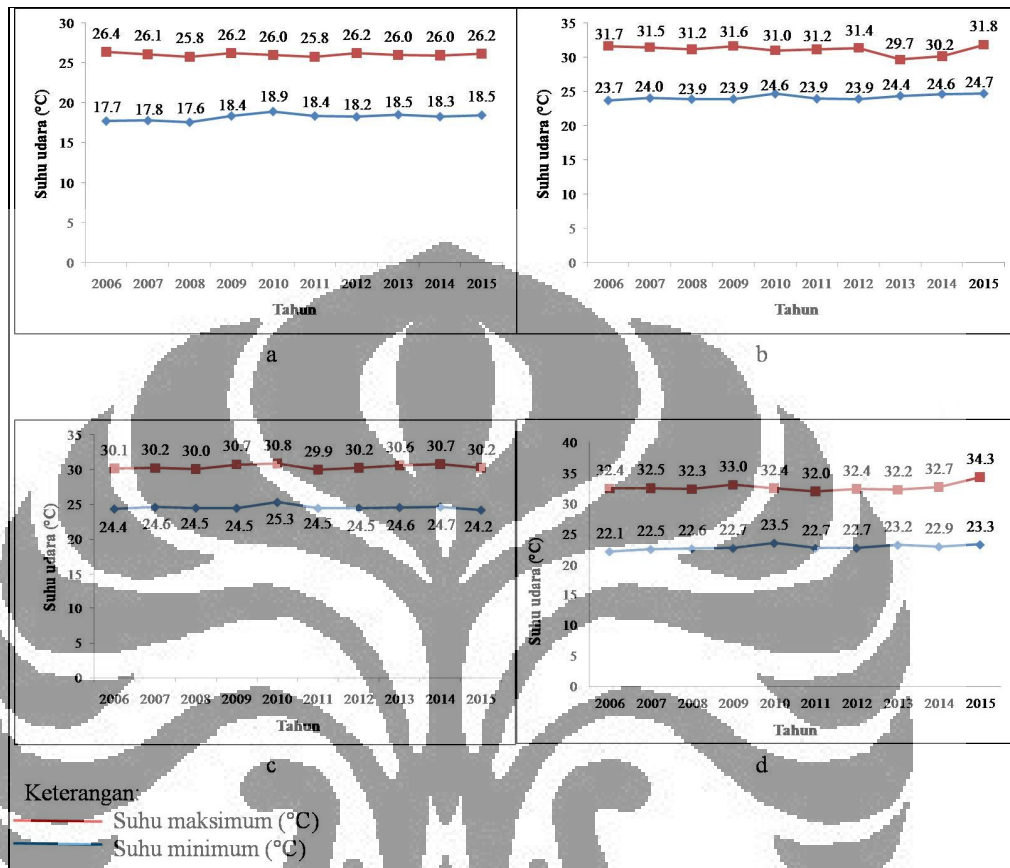 30
26.4 26.1 25.8 26.2 26.0 25.8 26.2 26.0 26.0 26.2
25
20
17.7 17.8 17.6 18.4 18.9 18.4 18.2 18.5 18.3 18.5
15
10
5
0
Suhu udara (°C)
2006 2007 2008 2009 2010 2011 2012 2013 2014 2015
Tahun
a
35
31.7 31.5 31.2 31.6 31.0 31.2 31.4 29.7 30.2 31.8
30
25
23.7 24.0 23.9 23.9 24.6 23.9 23.9 24.4 24.6 24.7
20
15
10
5
0
Suhu udara (°C)
2006 2007 2008 2009 2010 2011 2012 2013 2014 2015
Tahun
b
35
30.1 30.2 30.0 30.7 30.8 29.9 30.2 30.6 30.7 30.2
30
25
24.4 24.6 24.5 24.5 25.3 24.5 24.5 24.6 24.7 24.2
20
15
10
5
0
Suhu udara (°C)
2006 2007 2008 2009 2010 2011 2012 2013 2014 2015
Tahun
c
40
35
32.4 32.5 32.3 33.0 32.4 32.0 32.4 32.2 32.7 34.3
30
25
22.1 22.5 22.6 22.7 23.5 22.7 22.7 23.2 22.9 23.3
20
15
10
5
0
Suhu udara (°C)
2006 2007 2008 2009 2010 2011 2012 2013 2014 2015
Tahun
d
Keterangan:
Suhu maksimum (°C)
Suhu minimum (°C)